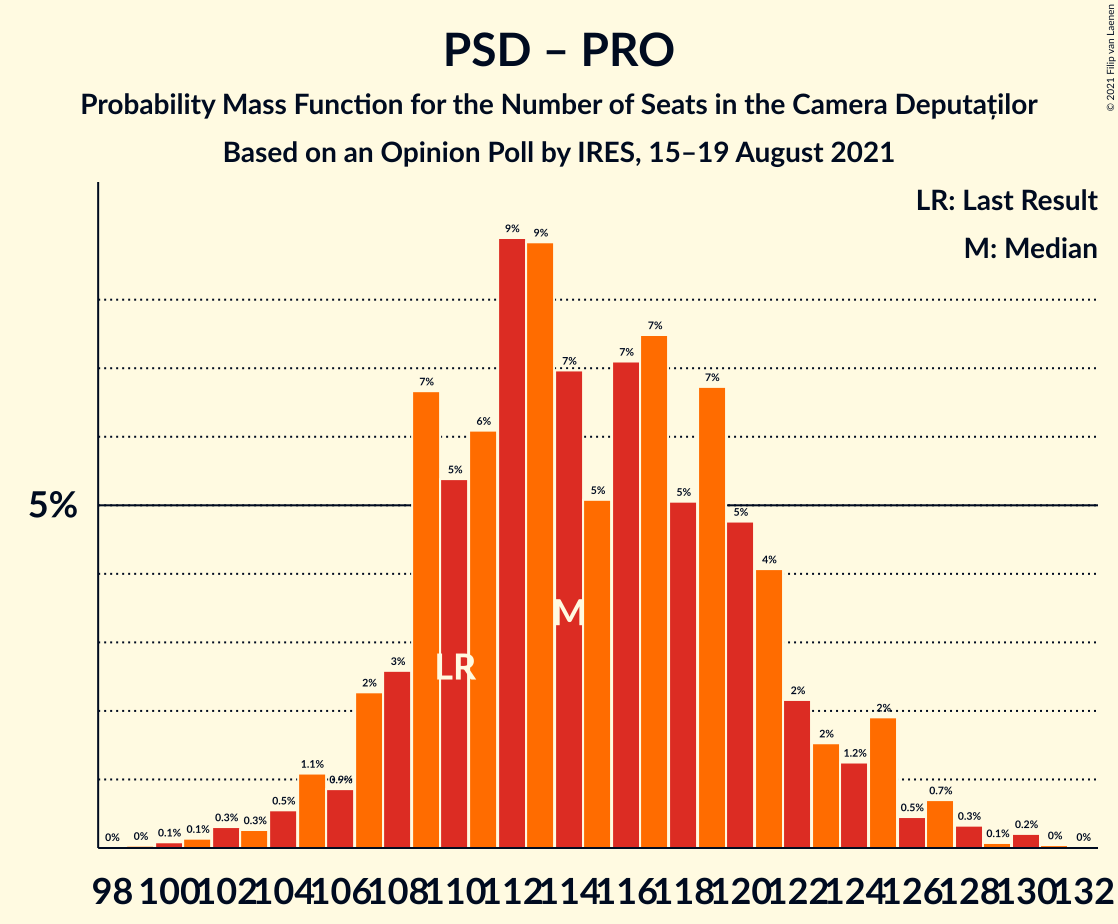 PSD – PRO
Probability Mass Function for the Number of Seats in the Camera Deputaților
Based on an Opinion Poll by IRES, 15–19 August 2021
© 2021 Filip van Laenen
LR: Last Result
M: Median
5%
0% 0% 0.1% 0.1% 0.3% 0.3% 0.5% 1.1% 0.9% 2% 3% 7% 5% 6% 9% 9% 7% 5% 7% 7% 5% 7% 5% 4% 2% 2% 1.2% 2% 0.5% 0.7% 0.3% 0.1% 0.2% 0% 0%
LR
M
98 100 102 104 106 108 110 112 114 116 118 120 122 124 126 128 130 132